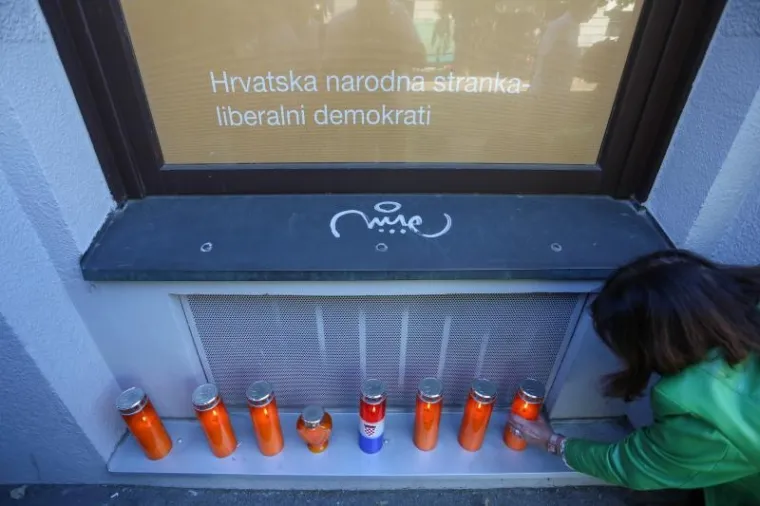 Hrvatska narodna stranka-
liberalni demokrati